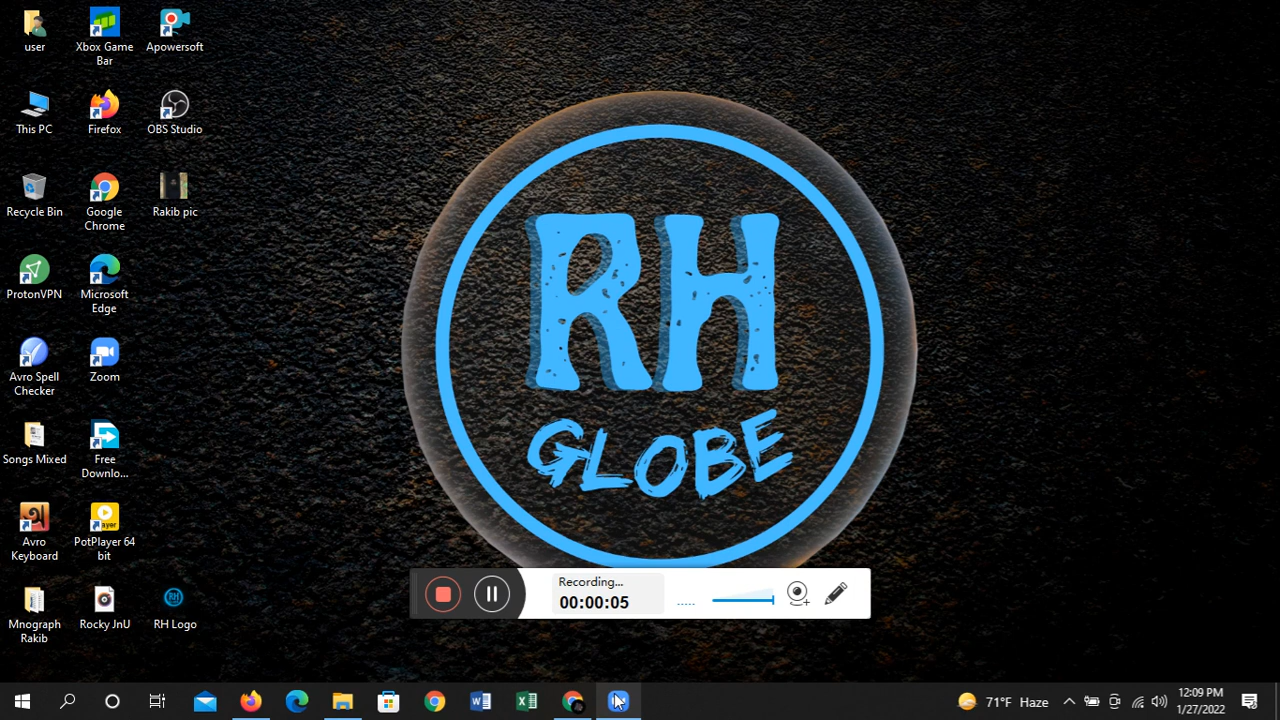 user
Xbox Game
Bar
Apowersoft
This PC
Firefox
OBS Studio
Recycle Bin
Google
Chrome
Rakib pic
ProtonVPN
Microsoft
Edge
Avro Spell
Checker
Zoom
Songs Mixed
Free
Downlo...
Avro
Keyboard
PotPlayer 64
bit
Mnograph
Rakib
Rocky JnU
RH Logo
RH
GLOBE
Recording...
00:00:05
71°F Haze
12:09 PM
1/27/2022